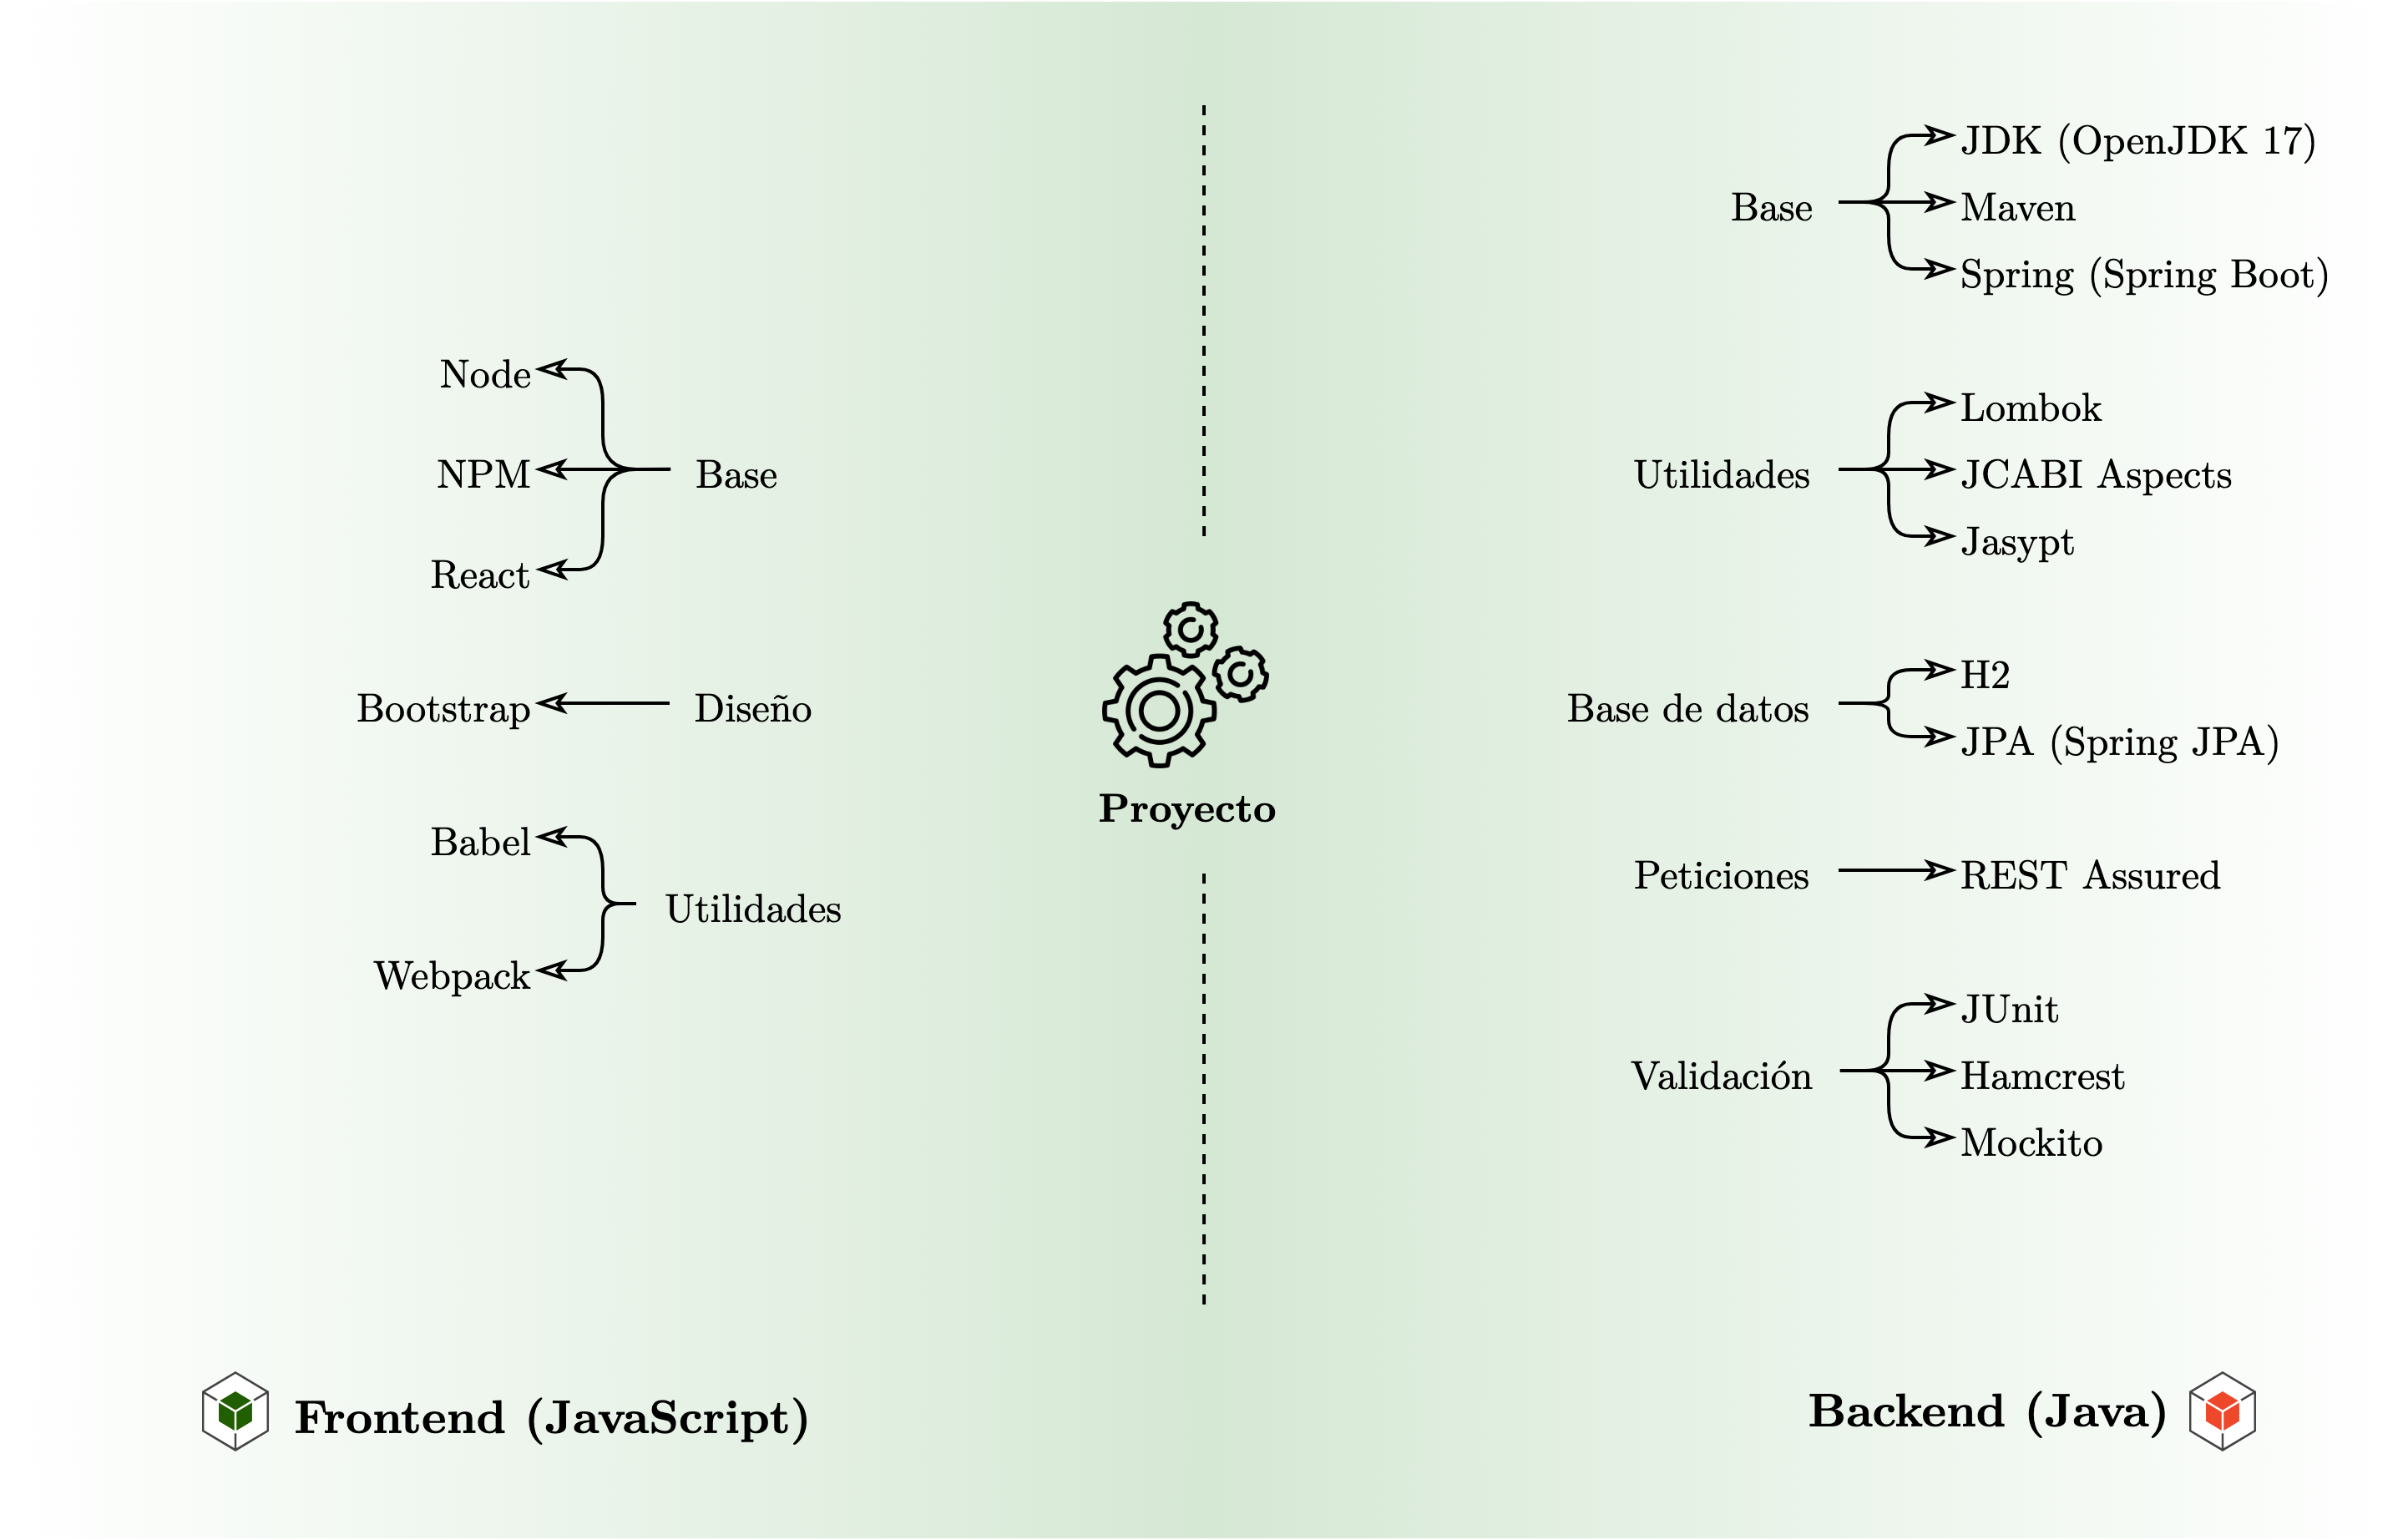 Node
NPM
React
Base
Bootstrap
Diseño
Babel
Webpack
Utilidades
Proyecto
Base
JDK (OpenJDK 17)
Maven
Spring (Spring Boot)
Utilidades
Lombok
JCABI Aspects
Jasypt
Base de datos
H2
JPA (Spring JPA)
Peticiones
REST Assured
Validación
JUnit
Hamcrest
Mockito
Frontend (JavaScript)
Backend (Java)